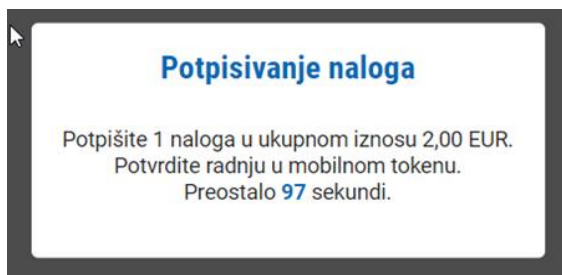 Potpisivanje naloga
Potpišite 1 naloga u ukupnom iznosu 2,00 EUR.
Potvrdite radnju u mobilnom tokenu.
Preostalo 97 sekundi.